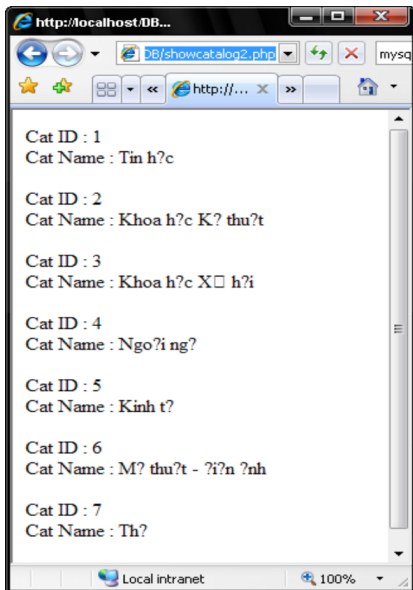 http://localhost/DB...
DB/showcatalog2.php
mysq
http://...
Cat ID : 1
Cat Name : Tin h?c
Cat ID : 2
Cat Name : Khoa h?c K? thu?t
Cat ID : 3
Cat Name : Khoa h?c X□ h?i
Cat ID : 4
Cat Name : Ngo?i ng?
Cat ID : 5
Cat Name : Kinh t?
Cat ID : 6
Cat Name : M? thu?t - ?i?n ?nh
Cat ID : 7
Cat Name : Th?
Local intranet
100%